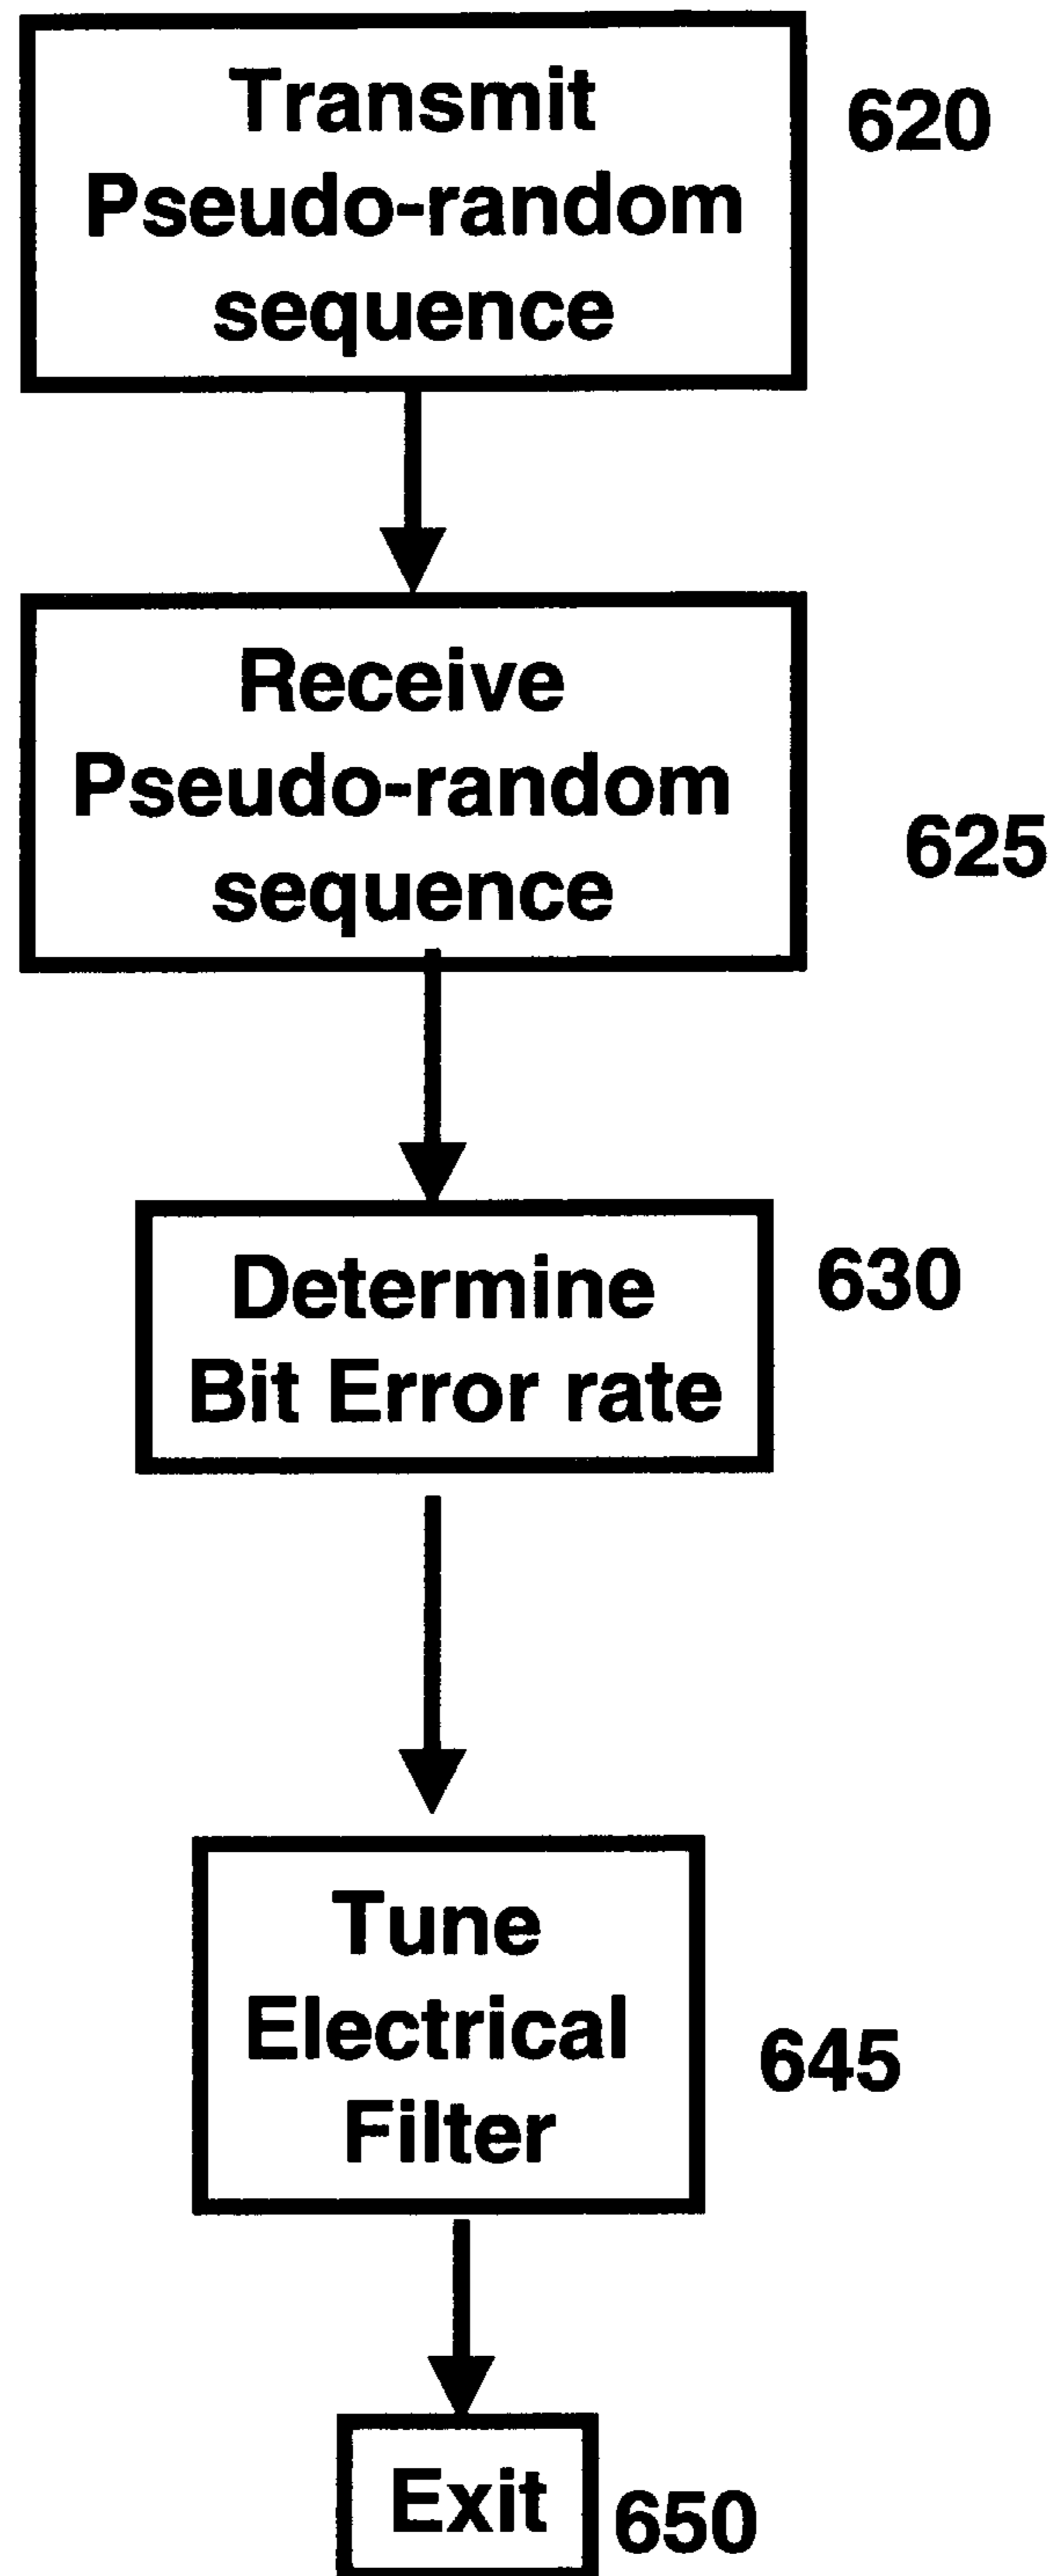 Transmit
Pseudo-random
sequence
620
Receive
Pseudo-random
sequence
625
Determine
Bit Error rate
630
Tune
Electrical
Filter
645
Exit
650